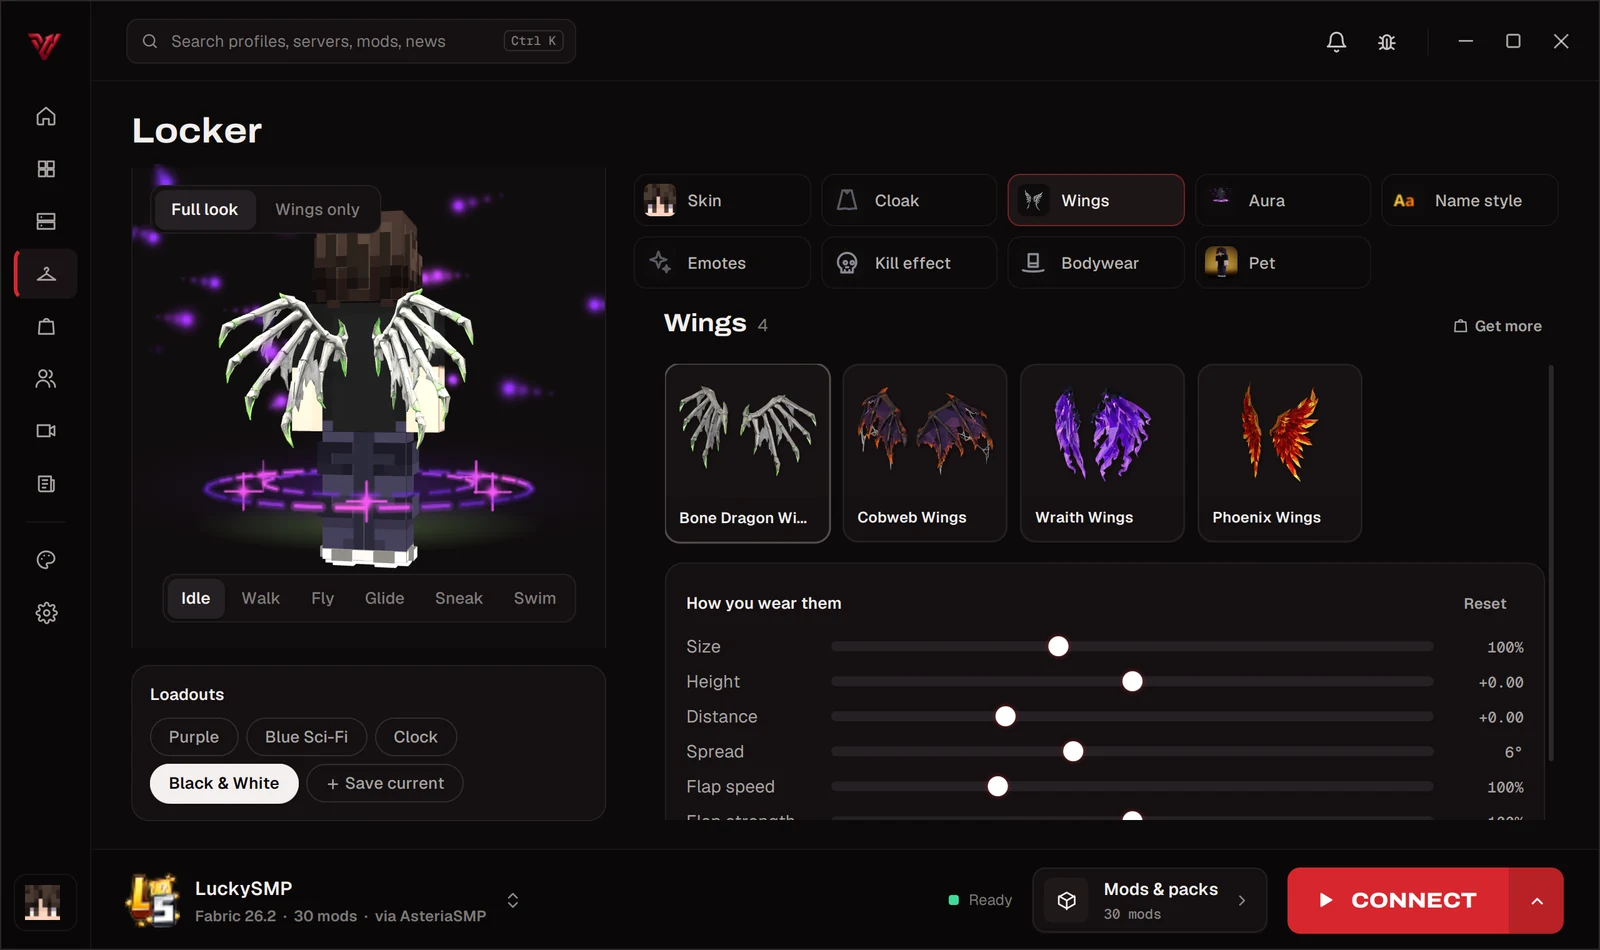 Search profiles, servers, mods, news
Ctrl K
Locker
Full look
Wings only
Skin
Cloak
Wings
Aura
Aa
Name style
Emotes
Kill effect
Bodywear
Pet
Wings 4
Get more
Bone Dragon Wi...
Cobweb Wings
Wraith Wings
Phoenix Wings
Idle
Walk
Fly
Glide
Sneak
Swim
How you wear them
Reset
Size 100%
Height +0.00
Distance +0.00
Spread 6°
Flap speed 100%
Flap strength 100%
Loadouts
Purple
Blue Sci-Fi
Clock
Black & White
+ Save current
LS
LuckySMP
Fabric 26.2 · 30 mods · via AsteriaSMP
Ready
Mods & packs
30 mods
CONNECT